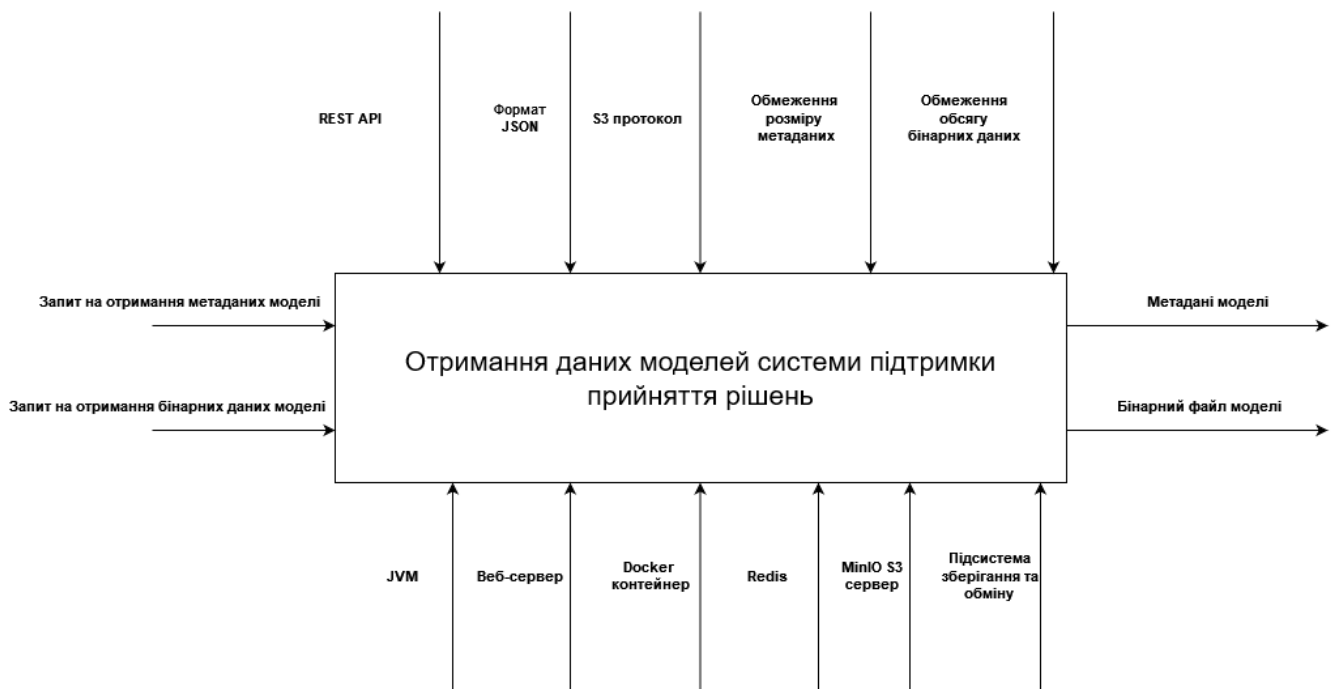 REST API
Формат
JSON
S3 протокол
Обмеження
розміру
метаданих
Обмеження
обсягу
бінарних даних
Запит на отримання метаданих моделі
Запит на отримання бінарних даних моделі
Отримання даних моделей системи підтримки
прийняття рішень
Метадані моделі
Бінарний файл моделі
JVM
Веб-сервер
Docker
контейнер
Redis
MinIO S3
сервер
Підсистема
зберігання та
обміну